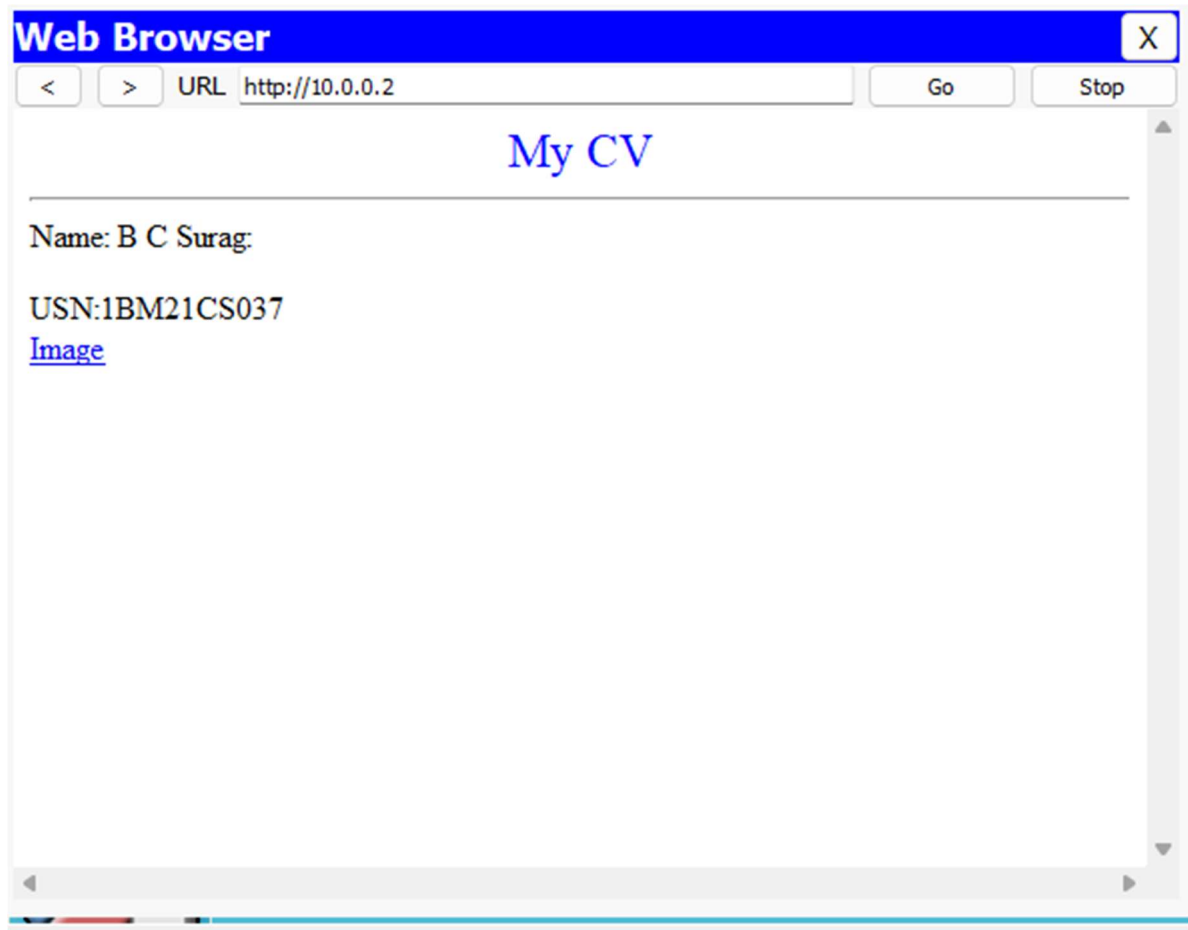 Web Browser X
< > URL http://10.0.0.2 Go Stop
My CV
Name: B C Surag:
USN:1BM21CS037
Image